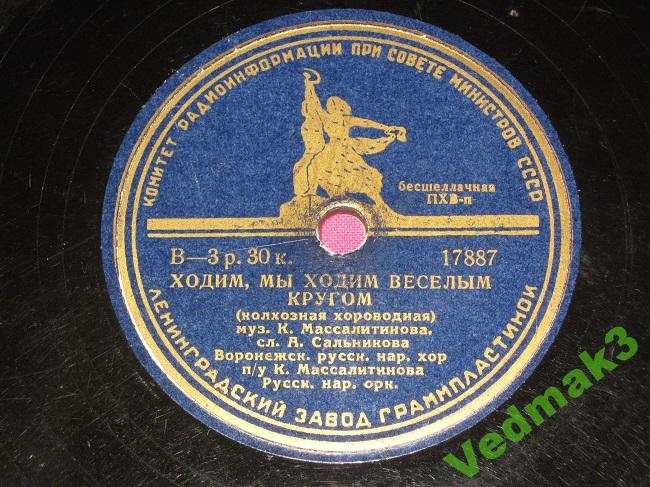 КОМИТЕТ РАДИОИНФОРМАЦИИ ПРИ СОВЕТЕ МИНИСТРОВ СССР
бесшеллачная
ПХВ-п
В—3 р. 30 к.
17887
ХОДИМ, МЫ ХОДИМ ВЕСЕЛЫМ
КРУГОМ
(колхозная хороводная)
муз. К. Массалитинова,
сл. А. Сальникова
Воронежск. русск. нар. хор
п/у К. Массалитинова
Русск. нар. орк.
ЛЕНИНГРАДСКИЙ ЗАВОД ГРАМПЛАСТИНОК
Vedmak3